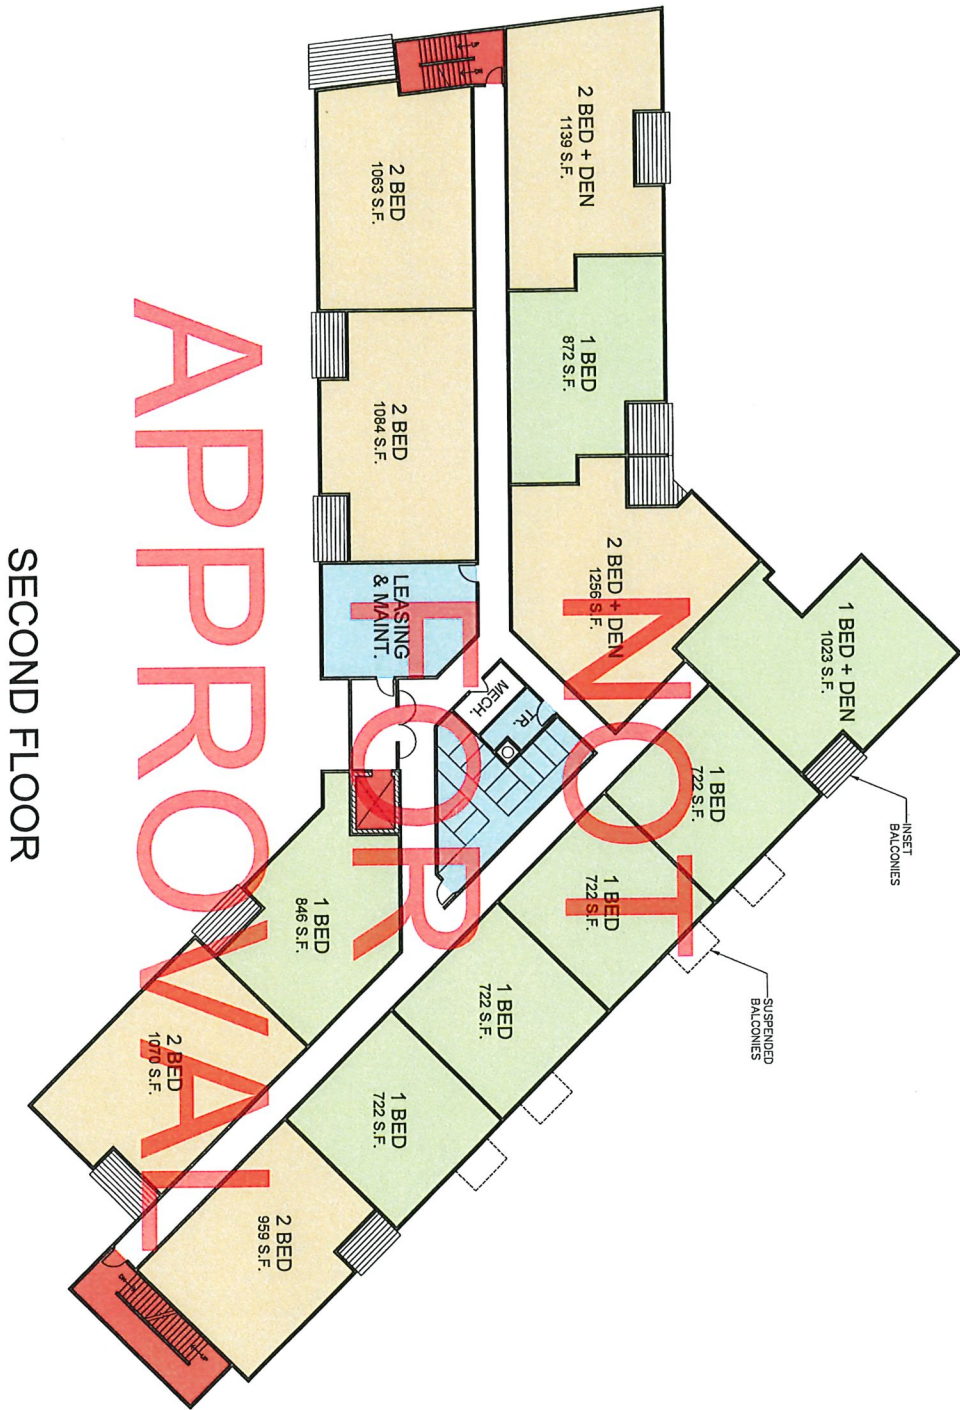 2 BED + DEN
1139 S.F.
2 BED
1063 S.F.
1 BED
872 S.F.
2 BED
1084 S.F.
2 BED + DEN
1256 S.F.
LEASING
& MAINT.
1 BED + DEN
1023 S.F.
MECH.
TR.
1 BED
722 S.F.
INSET
BALCONIES
1 BED
722 S.F.
1 BED
846 S.F.
SUSPENDED
BALCONIES
1 BED
722 S.F.
2 BED
1070 S.F.
1 BED
722 S.F.
2 BED
959 S.F.
NOT
FOR
APPROVAL
SECOND FLOOR